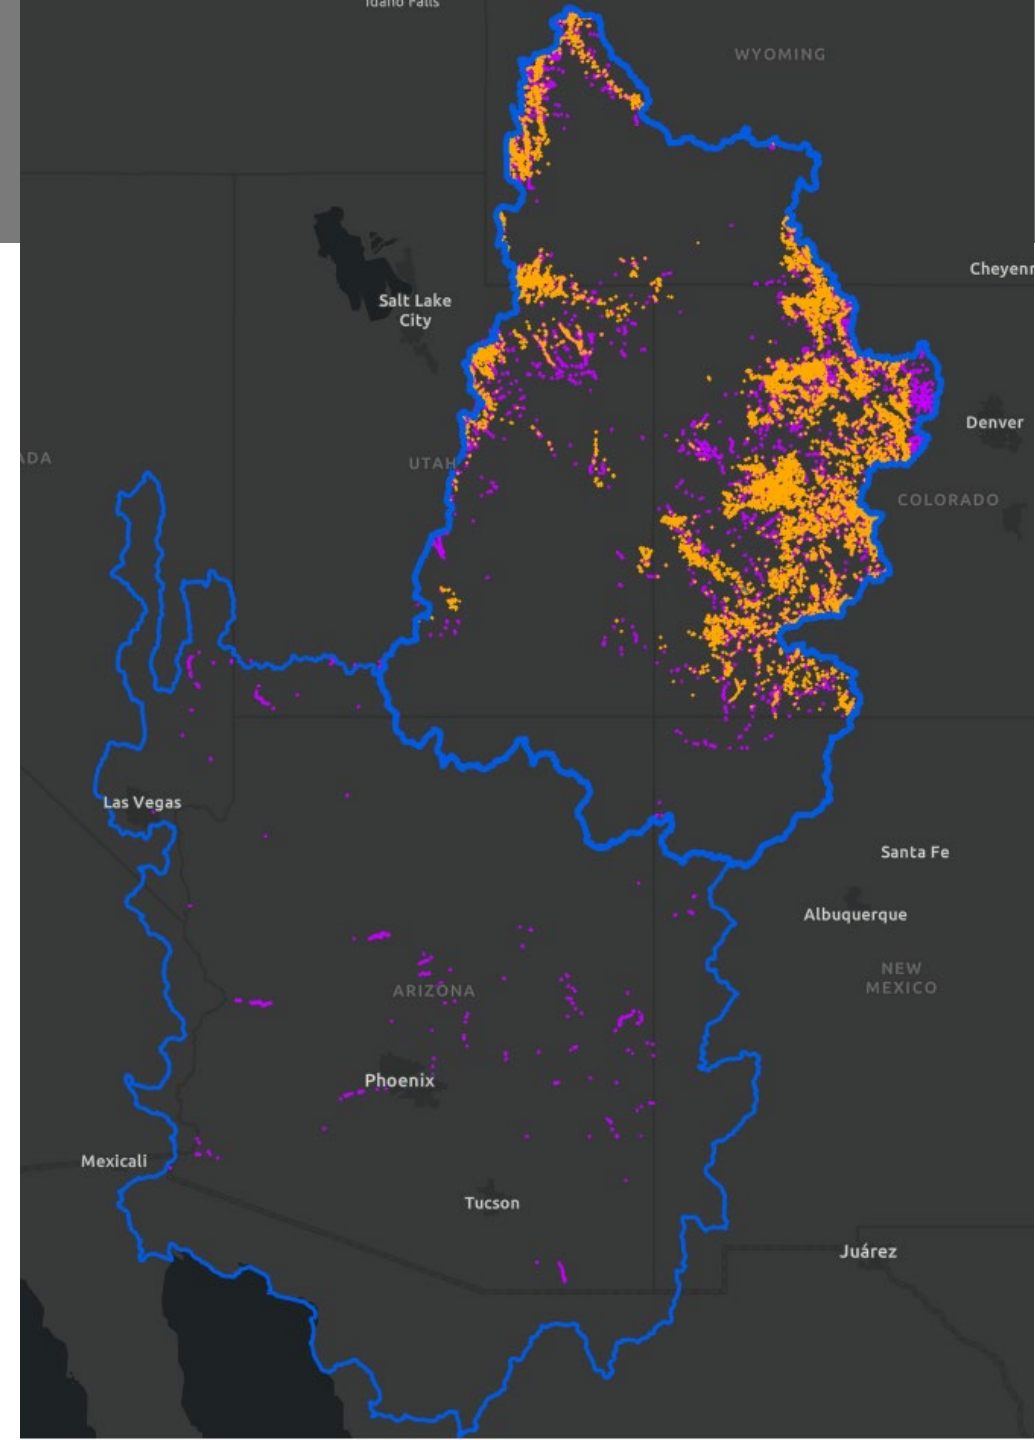 Idaho Falls
WYOMING
Cheyenn
Salt Lake
City
Denver
ADA
UTAH
COLORADO
Las Vegas
Santa Fe
Albuquerque
NEW
MEXICO
ARIZONA
Phoenix
Mexicali
Tucson
Juárez